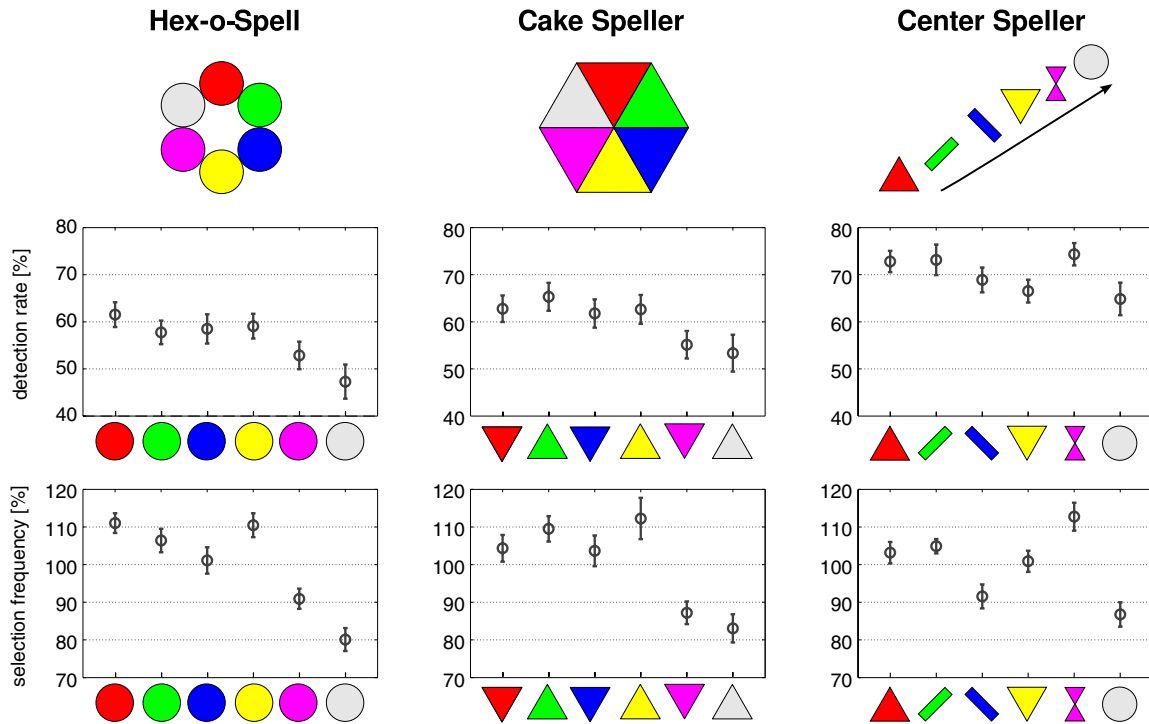 Hex-o-Spell Cake Speller Center Speller
detection rate [%]
80 80 80
70 70 70
60 60 60
50 50 50
40 40 40
selection frequency [%]
120 120 120
110 110 110
100 100 100
90 90 90
80 80 80
70 70 70